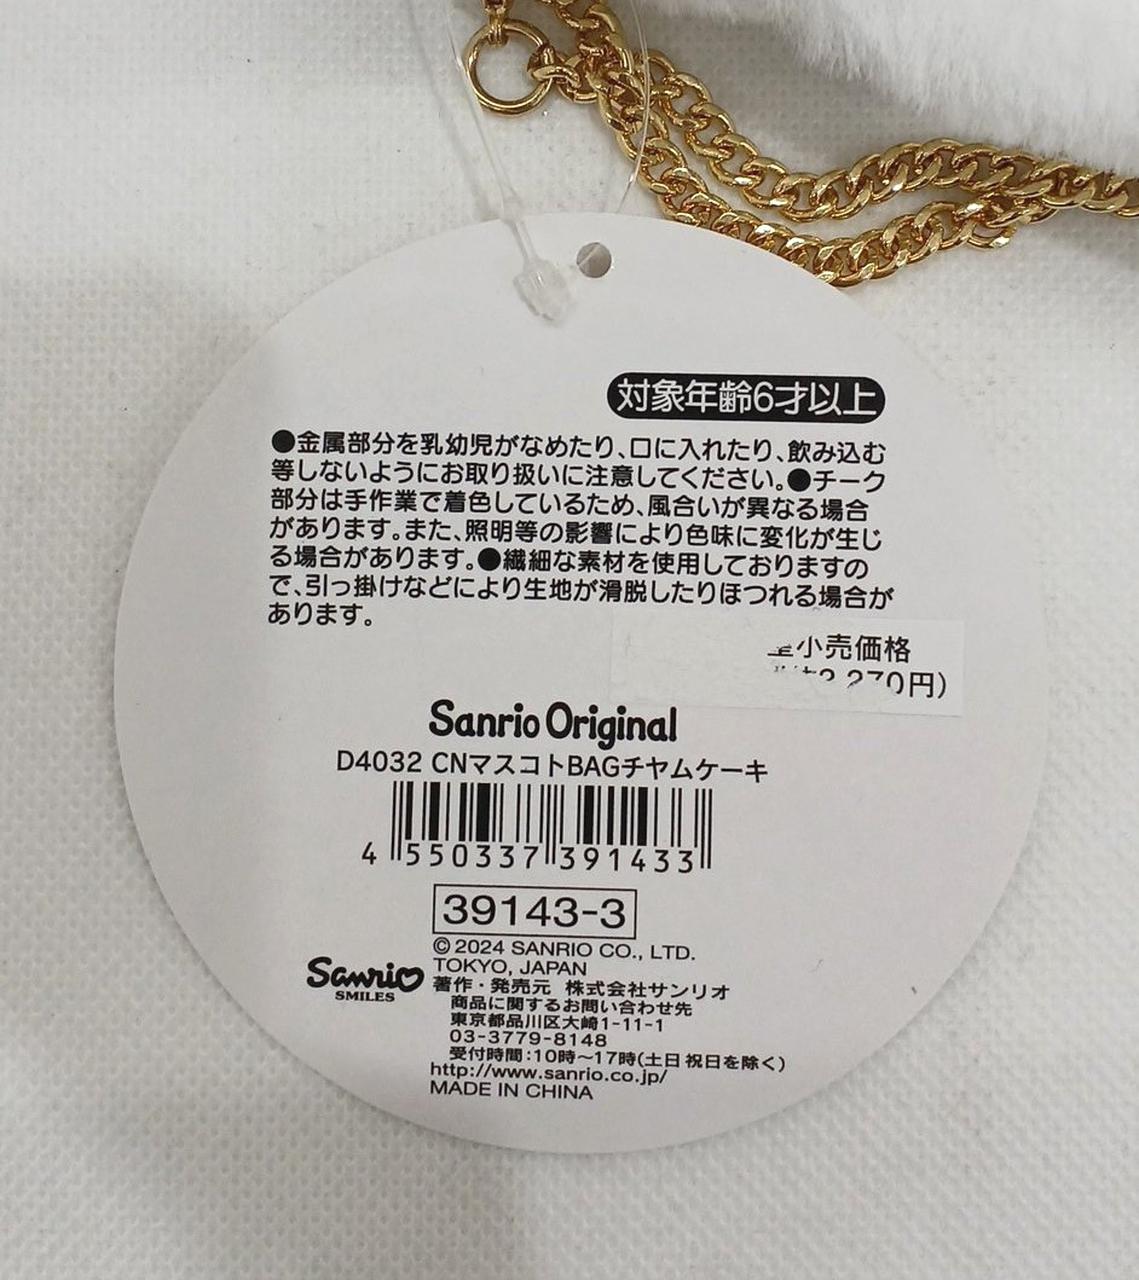 対象年齢6才以上
●金属部分を乳幼児がなめたり、口に入れたり、飲み込む
等しないようにお取り扱いに注意してください。●チーク
部分は手作業で着色しているため、風合いが異なる場合
があります。また、照明等の影響により色味に変化が生じ
る場合があります。●繊細な素材を使用しておりますの
で、引っ掛けなどにより生地が滑脱したりほつれる場合が
あります。
小売価格
270円)
Sanrio Original
D4032 CNマスコトBAGチヤムケーキ
4 550337 391433
39143-3
© 2024 SANRIO CO., LTD.
TOKYO, JAPAN
Sanrio
SMILES
著作・発売元 株式会社サンリオ
商品に関するお問い合わせ先
東京都品川区大崎1-11-1
03-3779-8148
受付時間:10時〜17時(土日祝日を除く)
http://www.sanrio.co.jp/
MADE IN CHINA